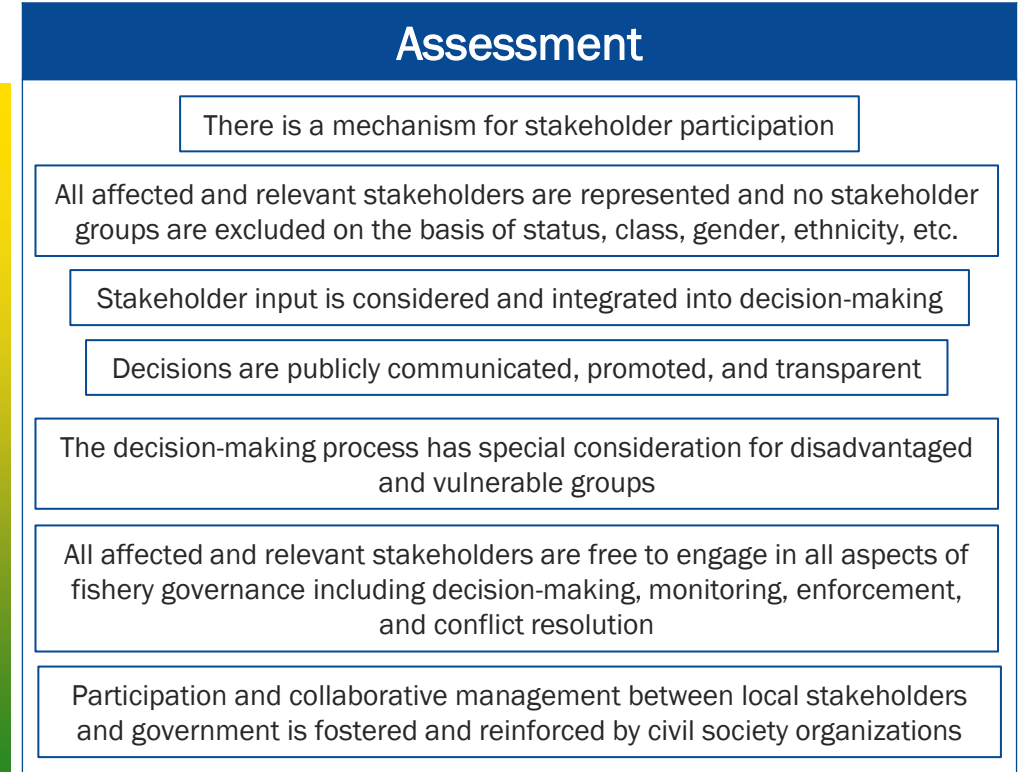 Assessment
There is a mechanism for stakeholder participation
All affected and relevant stakeholders are represented and no stakeholder
groups are excluded on the basis of status, class, gender, ethnicity, etc.
Stakeholder input is considered and integrated into decision-making
Decisions are publicly communicated, promoted, and transparent
The decision-making process has special consideration for disadvantaged
and vulnerable groups
All affected and relevant stakeholders are free to engage in all aspects of
fishery governance including decision-making, monitoring, enforcement,
and conflict resolution
Participation and collaborative management between local stakeholders
and government is fostered and reinforced by civil society organizations